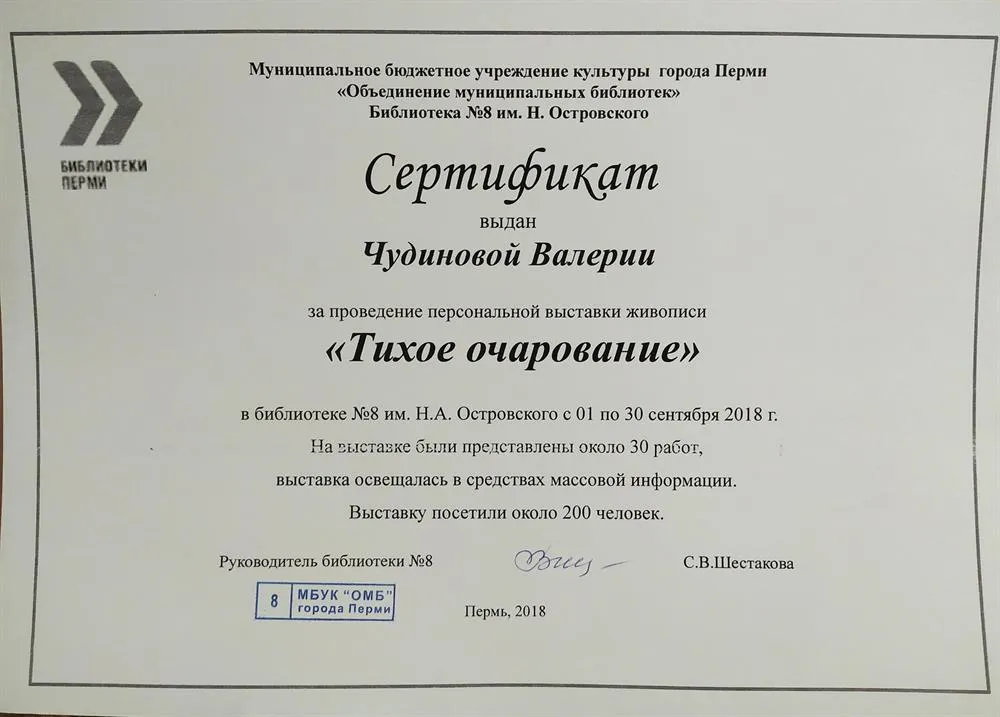 Муниципальное бюджетное учреждение культуры города Перми
«Объединение муниципальных библиотек»
Библиотека №8 им. Н. Островского
БИБЛИОТЕКИ
ПЕРМИ
Сертификат
выдан
Чудиновой Валерии
за проведение персональной выставки живописи
«Тихое очарование»
в библиотеке №8 им. Н.А. Островского с 01 по 30 сентября 2018 г.
На выставке были представлены около 30 работ,
выставка освещалась в средствах массовой информации.
Выставку посетили около 200 человек.
Руководитель библиотеки №8 С.В.Шестакова
8 МБУК "ОМБ"
города Перми
Пермь, 2018